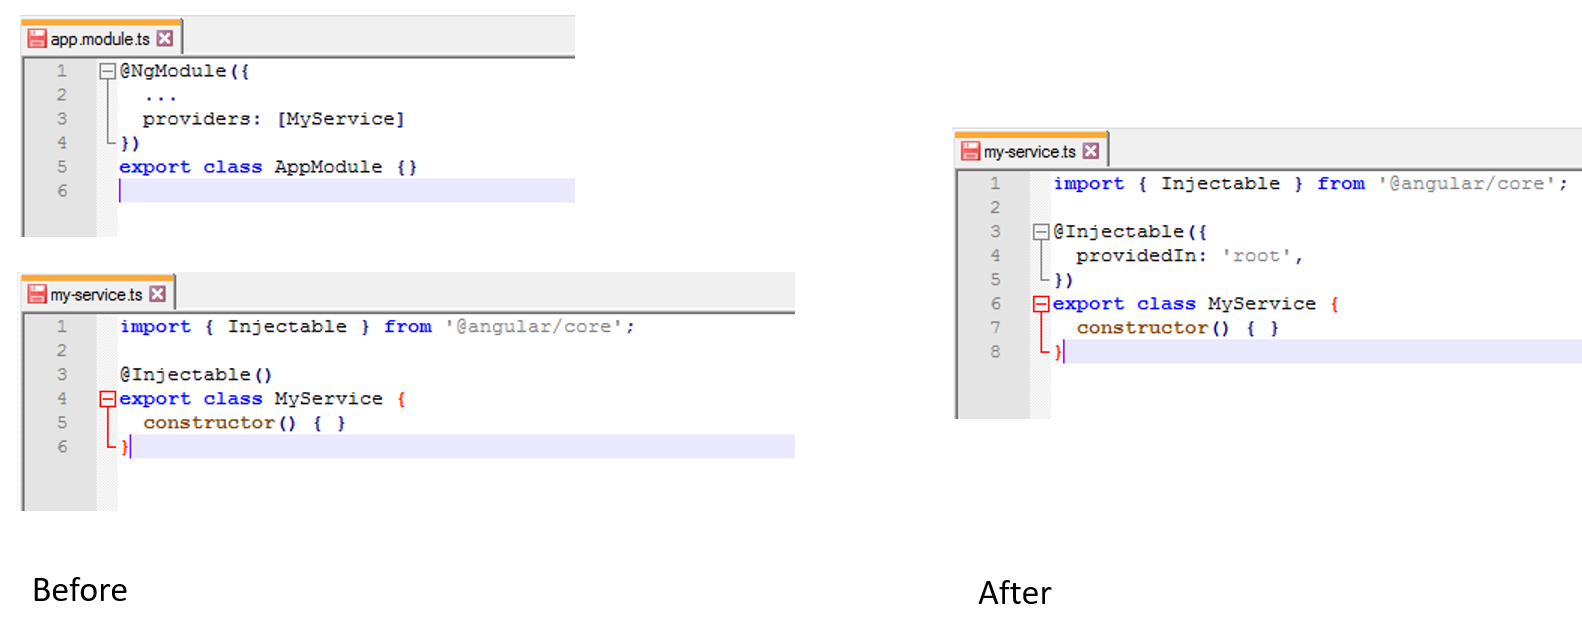 app.module.ts
1 @NgModule({
2   ...
3   providers: [MyService]
4 })
5 export class AppModule {}
6
my-service.ts
1 import { Injectable } from '@angular/core';
2
3 @Injectable()
4 export class MyService {
5   constructor() { }
6 }
Before
my-service.ts
1 import { Injectable } from '@angular/core';
2
3 @Injectable({
4   providedIn: 'root',
5 })
6 export class MyService {
7   constructor() { }
8 }
After